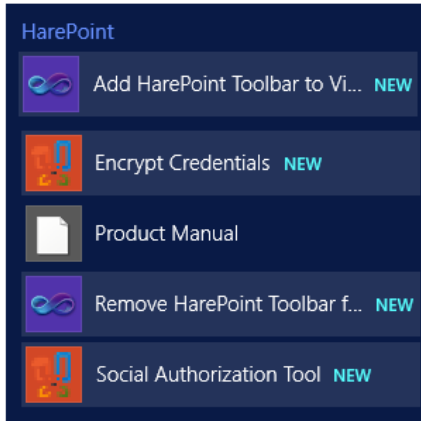 HarePoint
Add HarePoint Toolbar to Vi... NEW
Encrypt Credentials NEW
Product Manual
Remove HarePoint Toolbar f... NEW
Social Authorization Tool NEW